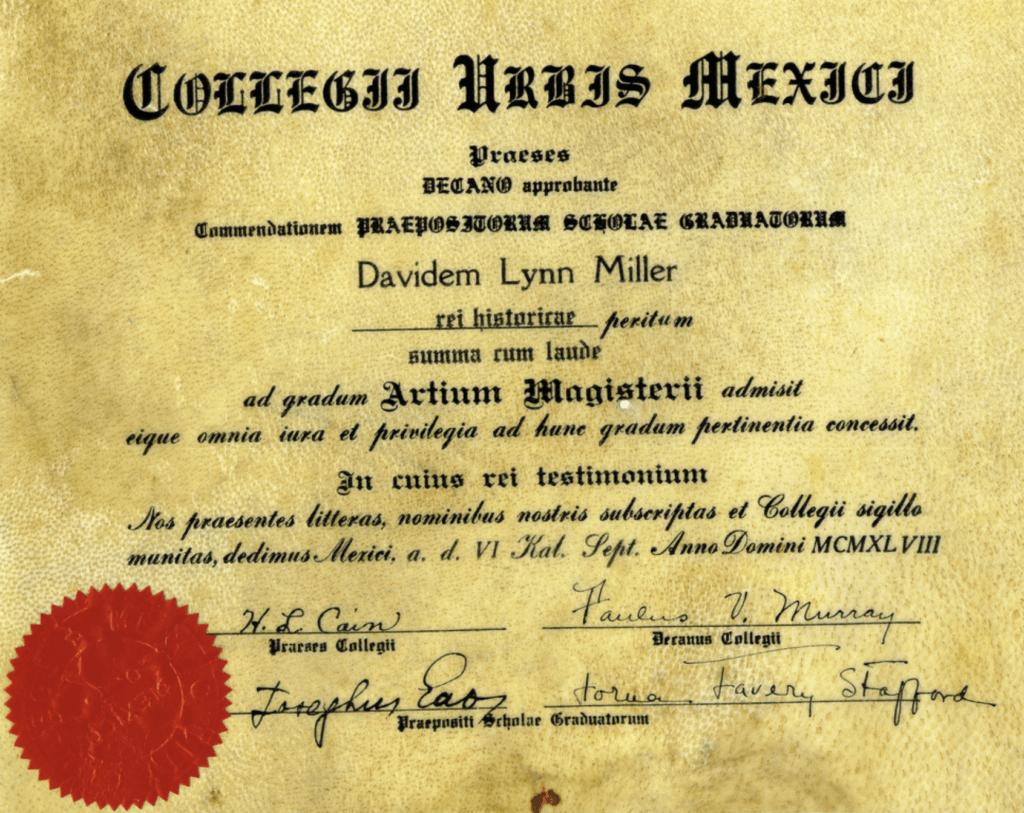 COLLEGII URBIS MEXICI
Praeses
DECANO approbante
Commendationem PRAEPOSITORUM SCHOLAE GRADUATORUM
Davidem Lynn Miller
rei historicae peritum
summa cum laude
ad gradum Artium Magisterii admisit
eique omnia iura et privilegia ad hunc gradum pertinentia concessit.
In cuius rei testimonium
Nos praesentes litteras, nominibus nostris subscriptas et Collegii sigillo
munitas, dedimus Mexici, a. d. VI Kal. Sept. Anno Domini MCMXLVIII
H. L. Cain
Paulus V. Murray
Praeses Collegii
Decanus Collegii
Stafford
Praepositi Scholae Graduatorum